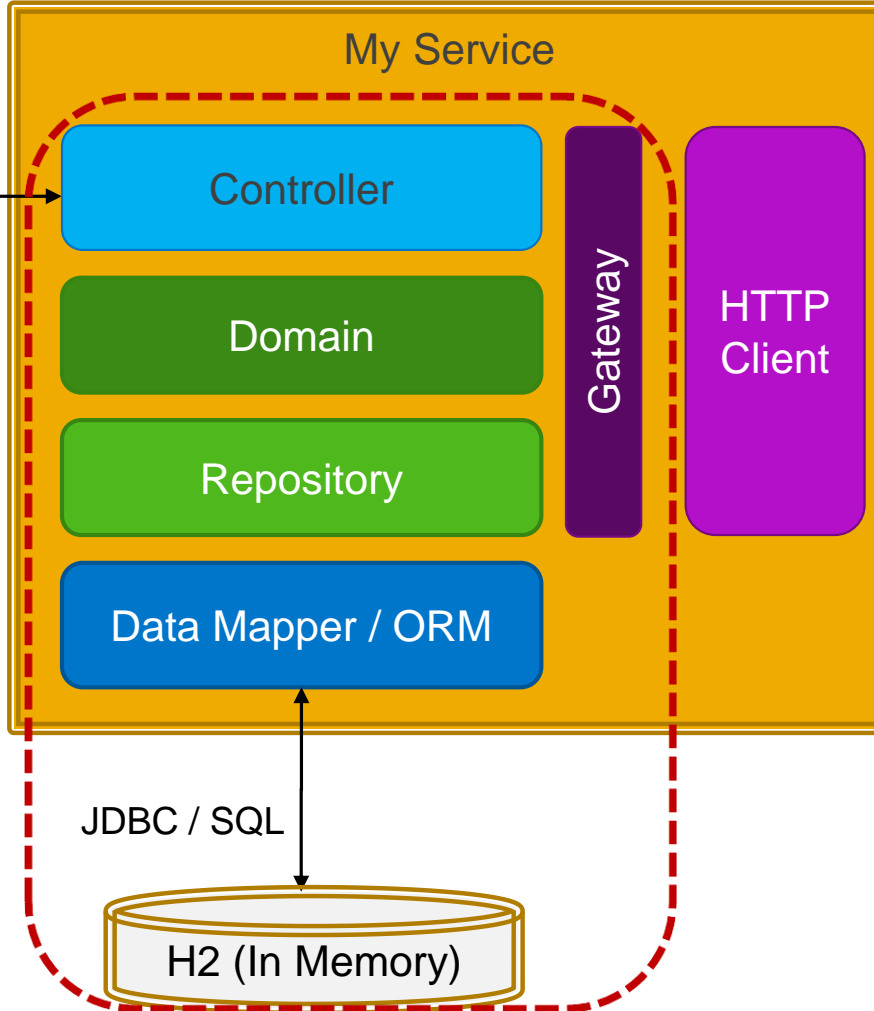 My Service
Controller
Domain
Repository
Data Mapper / ORM
Gateway
HTTP
Client
JDBC / SQL
H2 (In Memory)